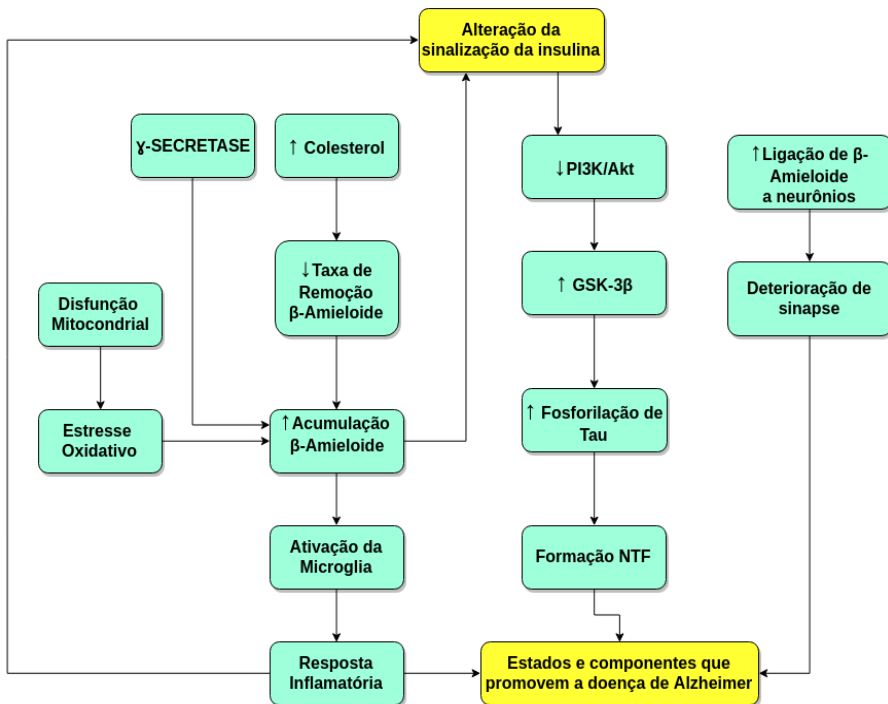 Alteração da
sinalização da insulina
ɣ-SECRETASE
↑ Colesterol
↓PI3K/Akt
↑Ligação de β-
Amieloide
a neurônios
↓Taxa de
Remoção
β-Amieloide
↑ GSK-3β
Deterioração de
sinapse
Disfunção
Mitocondrial
Estresse
Oxidativo
↑Acumulação
β-Amieloide
↑ Fosforilação de
Tau
Ativação da
Microglia
Formação NTF
Resposta
Inflamatória
Estados e componentes que
promovem a doença de Alzheimer